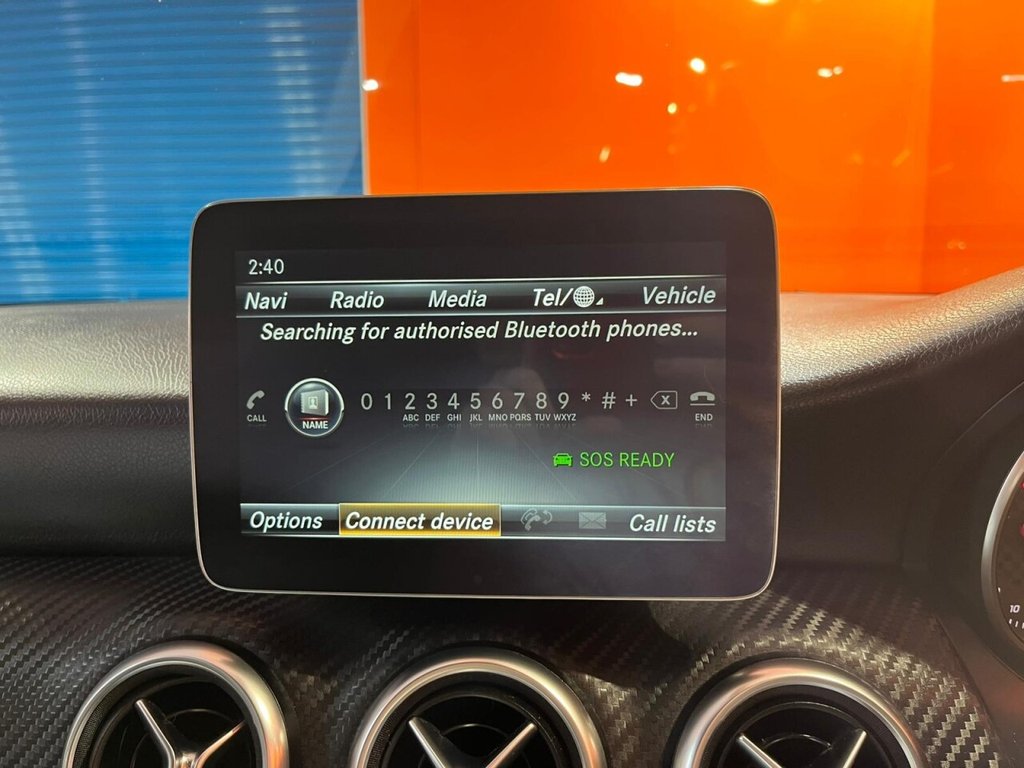 2:40
Navi Radio Media Tel/ Vehicle
Searching for authorised Bluetooth phones...
0 1 2 3 4 5 6 7 8 9 * # + X
CALL NAME ABC DEF GHI JKL MNO PQRS TUV WXYZ END
SOS READY
Options Connect device Call lists
10